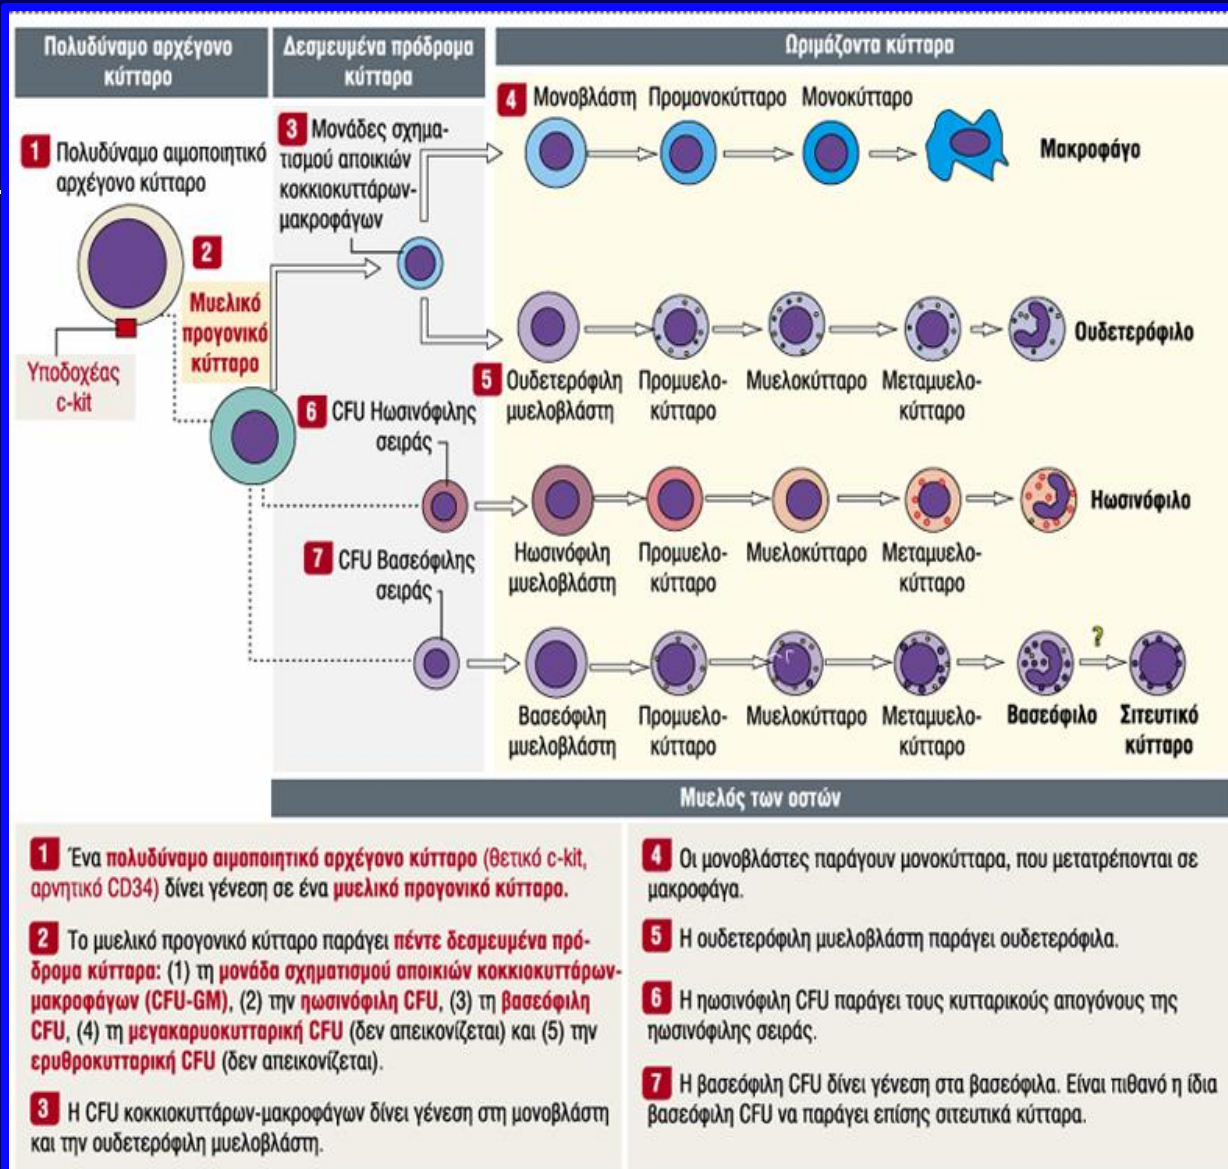 Πολυδύναμο αρχέγονο
κύτταρο
Δεσμευμένα πρόδρομα
κύτταρα
Ωριμάζοντα κύτταρα
1 Πολυδύναμο αιμοποιητικό
αρχέγονο κύτταρο
Υποδοχέας
c-kit
2
Μυελικό
προγονικό
κύτταρο
3 Μονάδες σχημα-
τισμού αποικιών
κοκκιοκυττάρων-
μακροφάγων
4 Μονοβλάστη Προμονοκύτταρο Μονοκύτταρο
Μακροφάγο
Ουδετερόφιλο
5 Ουδετερόφιλη Προμυελο- Μυελοκύτταρο Μεταμυελο-
μυελοβλάστη κύτταρο κύτταρο
6 CFU Ηωσινόφιλης
σειράς
Ηωσινόφιλο
Ηωσινόφιλη Προμυελο- Μυελοκύτταρο Μεταμυελο-
μυελοβλάστη κύτταρο κύτταρο
7 CFU Βασεόφιλης
σειράς
?
Βασεόφιλη Προμυελο- Μυελοκύτταρο Μεταμυελο- Βασεόφιλο Σιτευτικό
μυελοβλάστη κύτταρο κύτταρο κύτταρο
Μυελός των οστών
1 Ένα πολυδύναμο αιμοποιητικό αρχέγονο κύτταρο (θετικό c-kit,
αρνητικό CD34) δίνει γένεση σε ένα μυελικό προγονικό κύτταρο.
2 Το μυελικό προγονικό κύτταρο παράγει πέντε δεσμευμένα πρό-
δρομα κύτταρα: (1) τη μονάδα σχηματισμού αποικιών κοκκιοκυττάρων-
μακροφάγων (CFU-GM), (2) την ηωσινόφιλη CFU, (3) τη βασεόφιλη
CFU, (4) τη μεγακαρυοκυτταρική CFU (δεν απεικονίζεται) και (5) την
ερυθροκυτταρική CFU (δεν απεικονίζεται).
3 Η CFU κοκκιοκυττάρων-μακροφάγων δίνει γένεση στη μονοβλάστη
και την ουδετερόφιλη μυελοβλάστη.
4 Οι μονοβλάστες παράγουν μονοκύτταρα, που μετατρέπονται σε
μακροφάγα.
5 Η ουδετερόφιλη μυελοβλάστη παράγει ουδετερόφιλα.
6 Η ηωσινόφιλη CFU παράγει τους κυτταρικούς απογόνους της
ηωσινόφιλης σειράς.
7 Η βασεόφιλη CFU δίνει γένεση στα βασεόφιλα. Είναι πιθανό η ίδια
βασεόφιλη CFU να παράγει επίσης σιτευτικά κύτταρα.